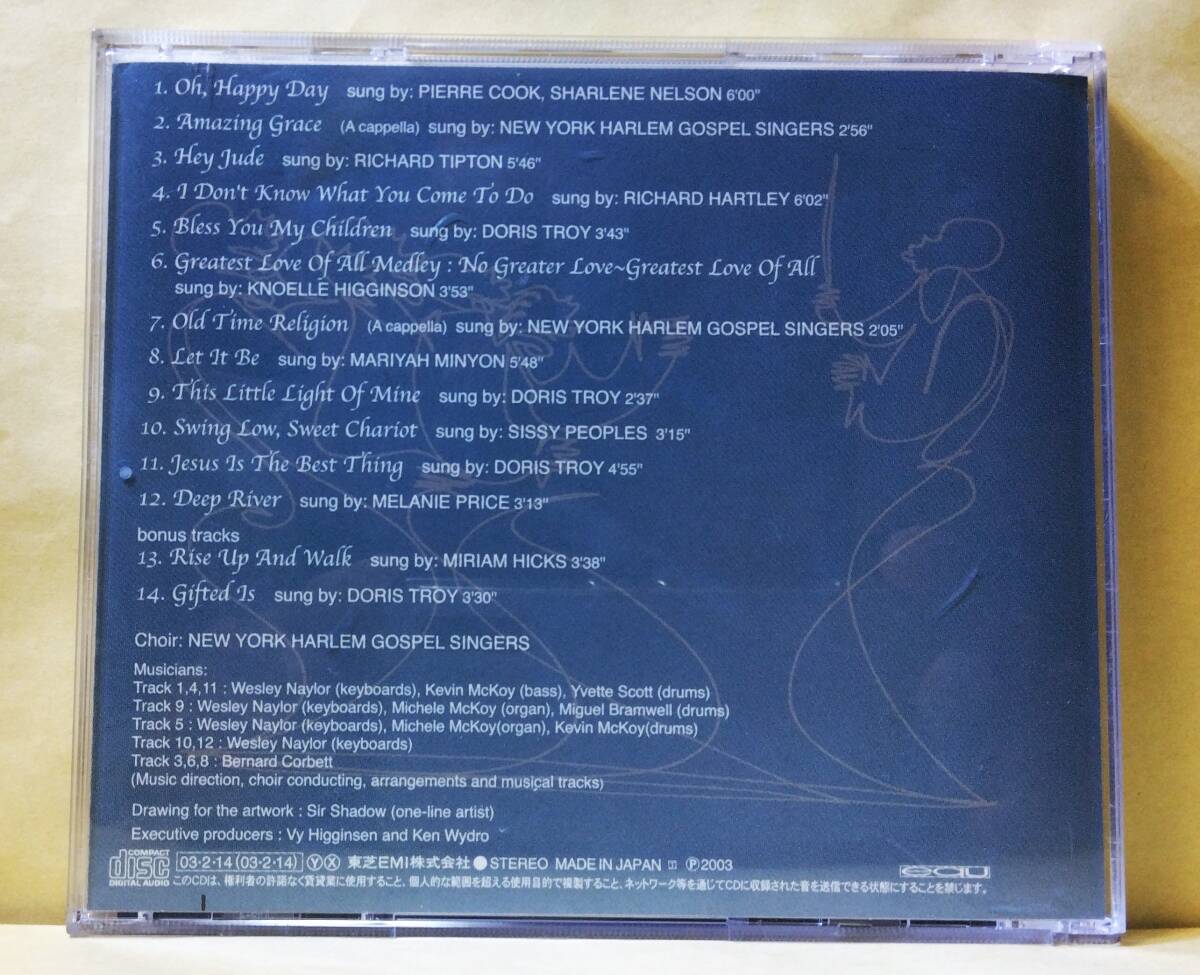 1. Oh, Happy Day sung by: PIERRE COOK, SHARLENE NELSON 6'00"
2. Amazing Grace (A cappella) sung by: NEW YORK HARLEM GOSPEL SINGERS 2'56"
3. Hey Jude sung by: RICHARD TIPTON 5'46"
4. I Don't Know What You Come To Do sung by: RICHARD HARTLEY 6'02"
5. Bless You My Children sung by: DORIS TROY 3'43"
6. Greatest Love Of All Medley : No Greater Love~Greatest Love Of All
sung by: KNOELLE HIGGINSON 3'53"
7. Old Time Religion (A cappella) sung by: NEW YORK HARLEM GOSPEL SINGERS 2'05"
8. Let It Be sung by: MARIYAH MINYON 5'48"
9. This Little Light Of Mine sung by: DORIS TROY 2'37"
10. Swing Low, Sweet Chariot sung by: SISSY PEOPLES 3'15"
11. Jesus Is The Best Thing sung by: DORIS TROY 4'55"
12. Deep River sung by: MELANIE PRICE 3'13"
bonus tracks
13. Rise Up And Walk sung by: MIRIAM HICKS 3'38"
14. Gifted Is sung by: DORIS TROY 3'30"
Choir: NEW YORK HARLEM GOSPEL SINGERS
Musicians:
Track 1,4,11 : Wesley Naylor (keyboards), Kevin McKoy (bass), Yvette Scott (drums)
Track 9 : Wesley Naylor (keyboards), Michele McKoy (organ), Miguel Bramwell (drums)
Track 5 : Wesley Naylor (keyboards), Michele McKoy(organ), Kevin McKoy(drums)
Track 10,12 : Wesley Naylor (keyboards)
Track 3,6,8 : Bernard Corbett
(Music direction, choir conducting, arrangements and musical tracks)
Drawing for the artwork : Sir Shadow (one-line artist)
Executive producers : Vy Higginsen and Ken Wydro
COMPACT disc DIGITAL AUDIO 03・2・14(03・2・14) Ⓨ Ⓧ 東芝EMI株式会社 ●STEREO MADE IN JAPAN ℗2003 eau
このCDは、権利者の許諾なく賃貸業に使用すること、個人的な範囲を超える使用目的で複製すること、ネットワーク等を通じてCDに収録された音を送信できる状態にすることを禁じます。